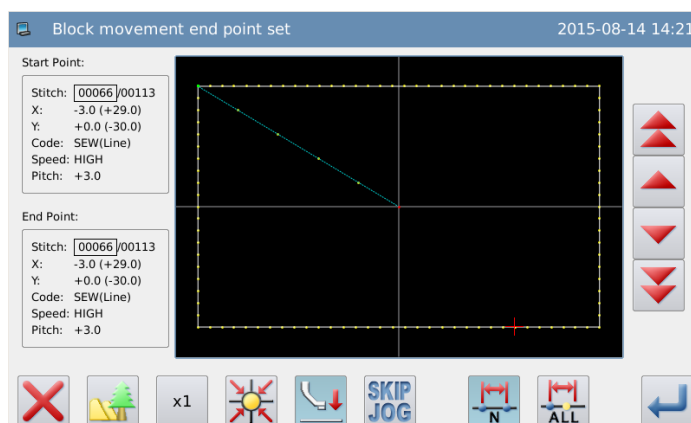 Block movement end point set 2015-08-14 14:21
Start Point:
Stitch: 00066/00113
X: -3.0 (+29.0)
Y: +0.0 (-30.0)
Code: SEW(Line)
Speed: HIGH
Pitch: +3.0
End Point:
Stitch: 00066/00113
X: -3.0 (+29.0)
Y: +0.0 (-30.0)
Code: SEW(Line)
Speed: HIGH
Pitch: +3.0
x1
SKIP
JOG
N
ALL